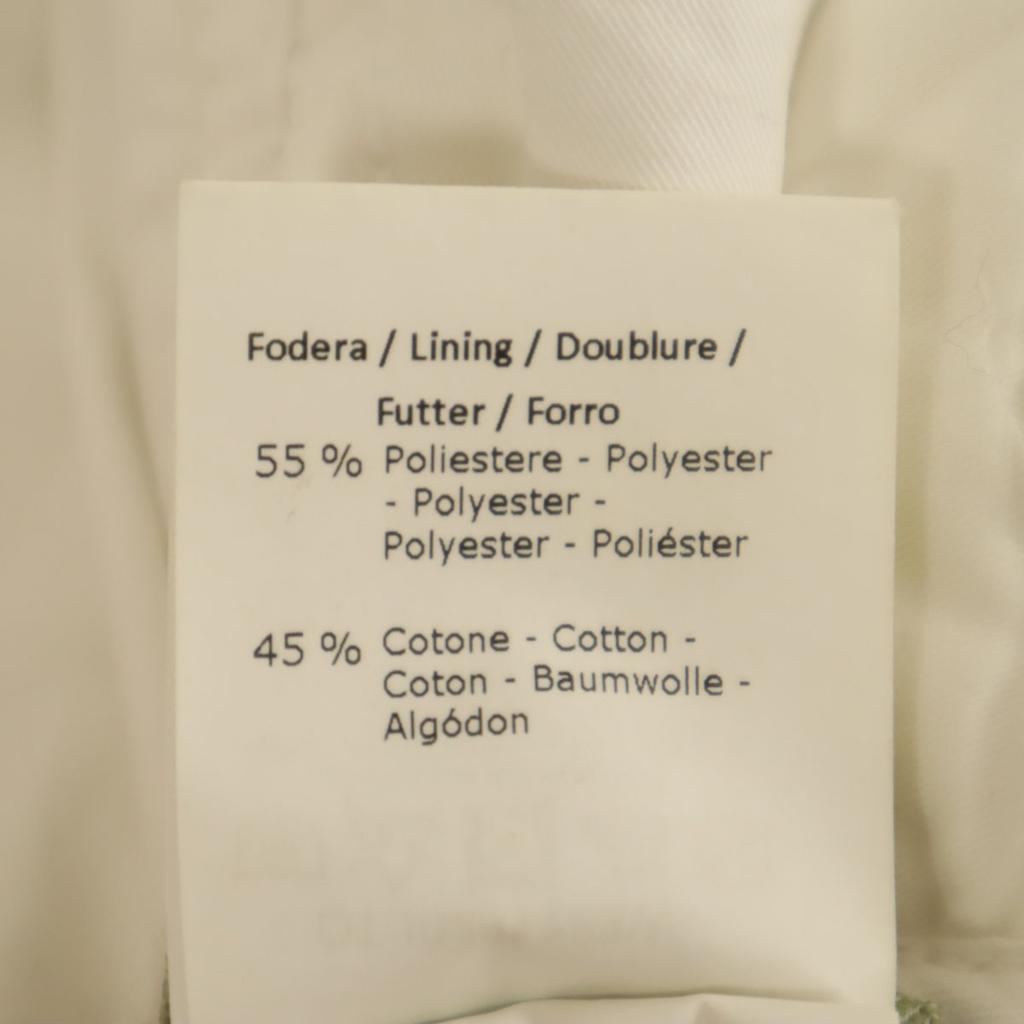 Fodera / Lining / Doublure /
Futter / Forro
55 % Poliestere - Polyester
- Polyester -
Polyester - Poliéster
45 % Cotone - Cotton -
Coton - Baumwolle -
Algódon